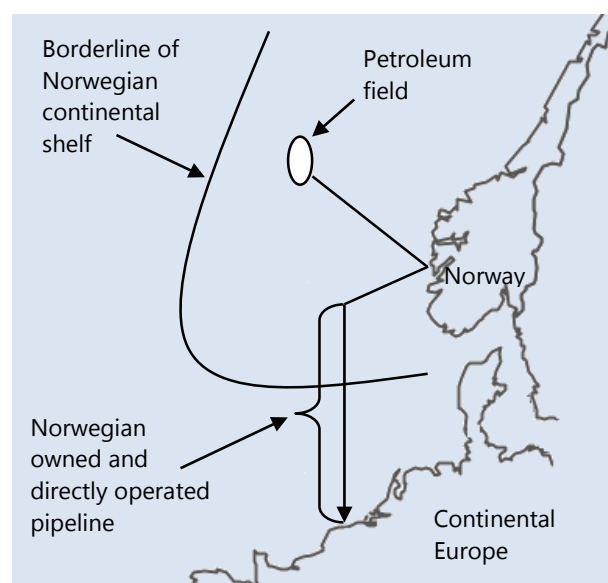 Borderline of
Norwegian
continental
shelf
Petroleum
field
Norway
Norwegian
owned and
directly operated
pipeline
Continental
Europe